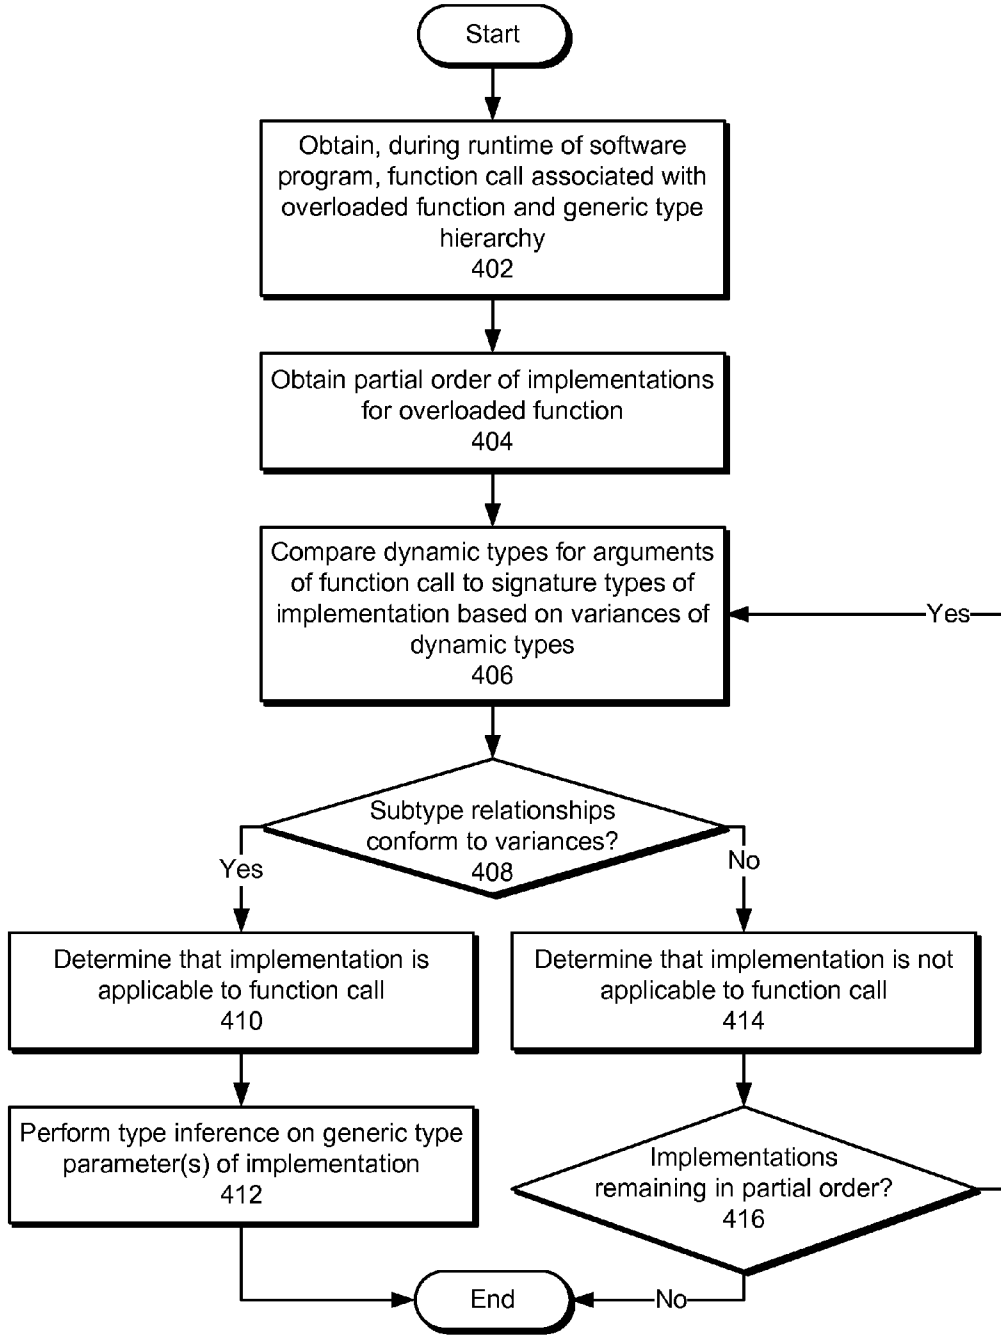 Start
Obtain, during runtime of software
program, function call associated with
overloaded function and generic type
hierarchy
402
Obtain partial order of implementations
for overloaded function
404
Compare dynamic types for arguments
of function call to signature types of
implementation based on variances of
dynamic types
406
Yes
Subtype relationships
conform to variances?
408
Yes
No
Determine that implementation is
applicable to function call
410
Determine that implementation is not
applicable to function call
414
Perform type inference on generic type
parameter(s) of implementation
412
Implementations
remaining in partial order?
416
End
No